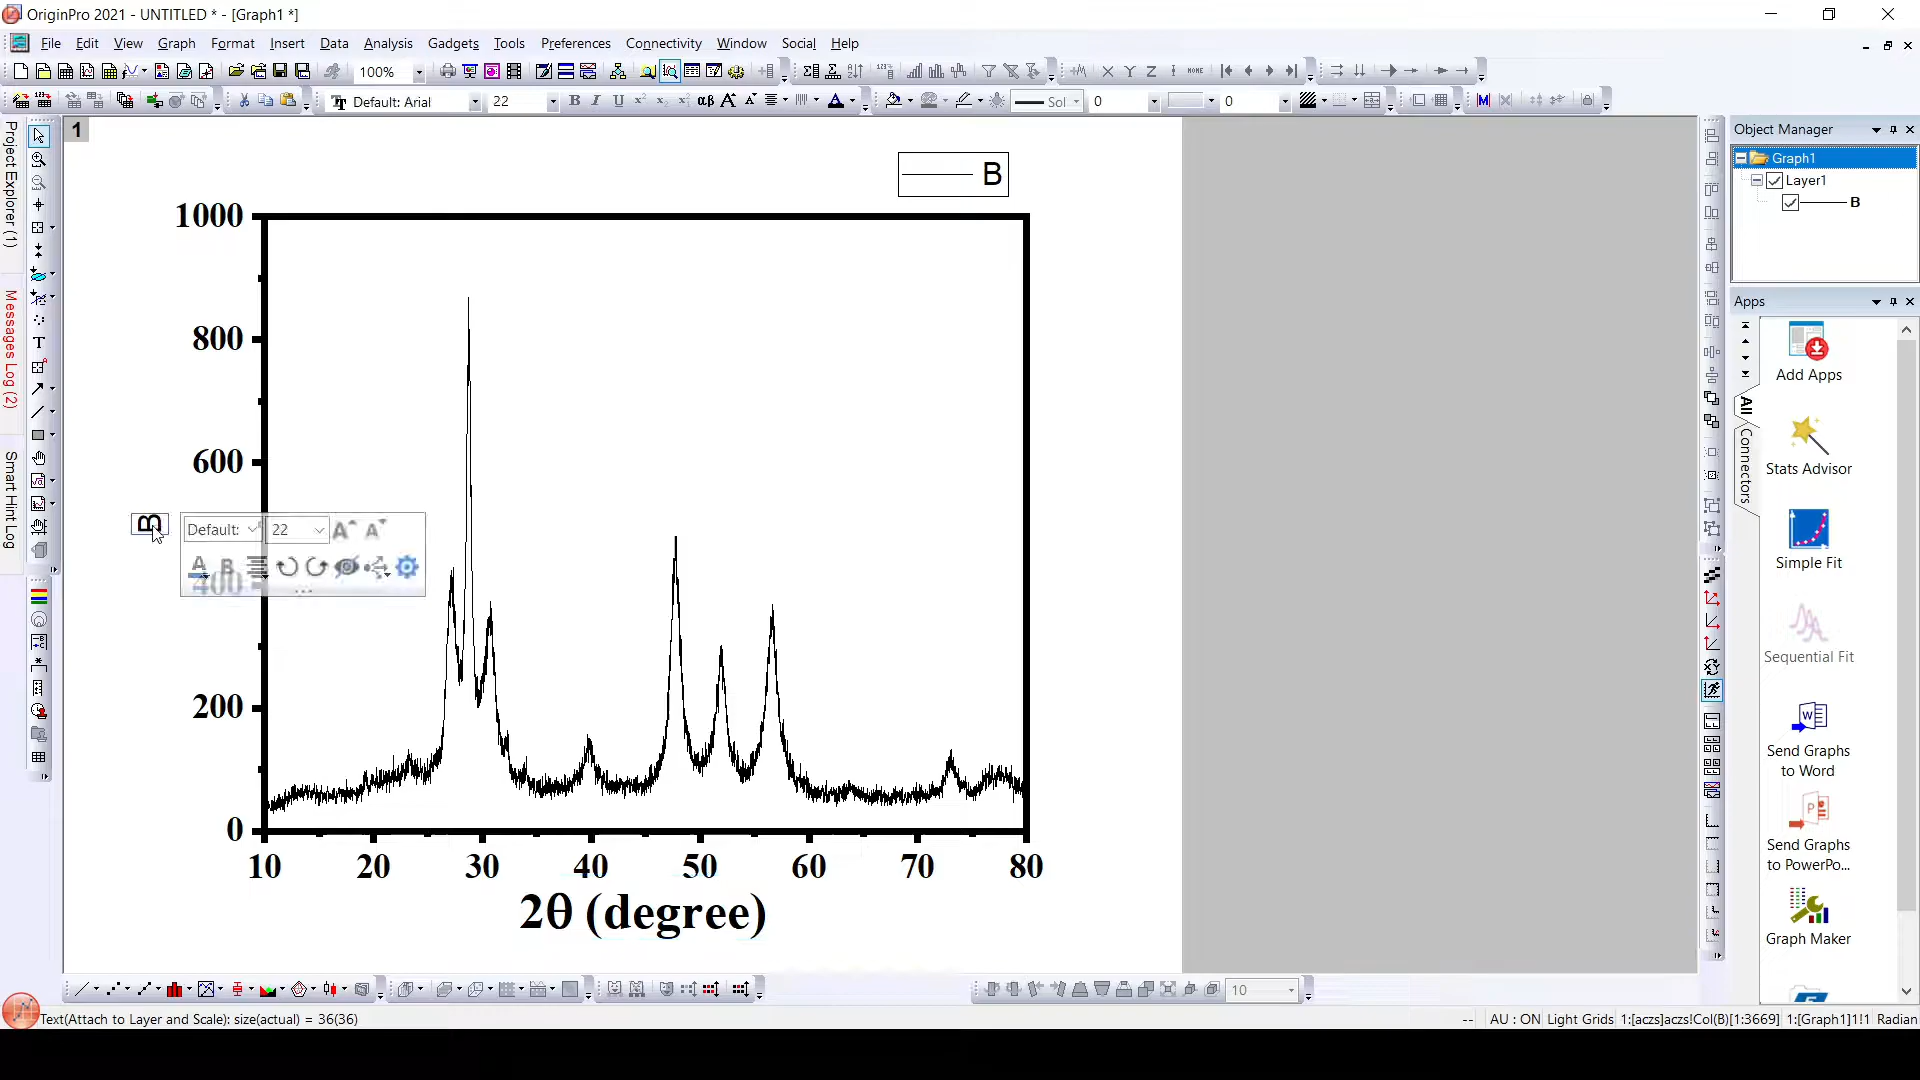 OriginPro 2021 - UNTITLED * - [Graph1 *]
File Edit View Graph Format Insert Data Analysis Gadgets Tools Preferences Connectivity Window Social Help
100%
Default: Arial 22 B I U αβ A Sol 0 0
1
Project Explorer (1)
Messages Log (2)
Smart Hint Log
B
1000
800
600
400
200
0
10 20 30 40 50 60 70 80
2θ (degree)
B
Default: 22 A A
A B
Object Manager
Graph1
Layer1
B
Apps
All
Connectors
Add Apps
Stats Advisor
Simple Fit
Sequential Fit
Send Graphs
to Word
Send Graphs
to PowerPo...
Graph Maker
10
Text(Attach to Layer and Scale): size(actual) = 36(36)
-- AU : ON Light Grids 1:[aczs]aczs!Col(B)[1:3669] 1:[Graph1]1!1 Radian